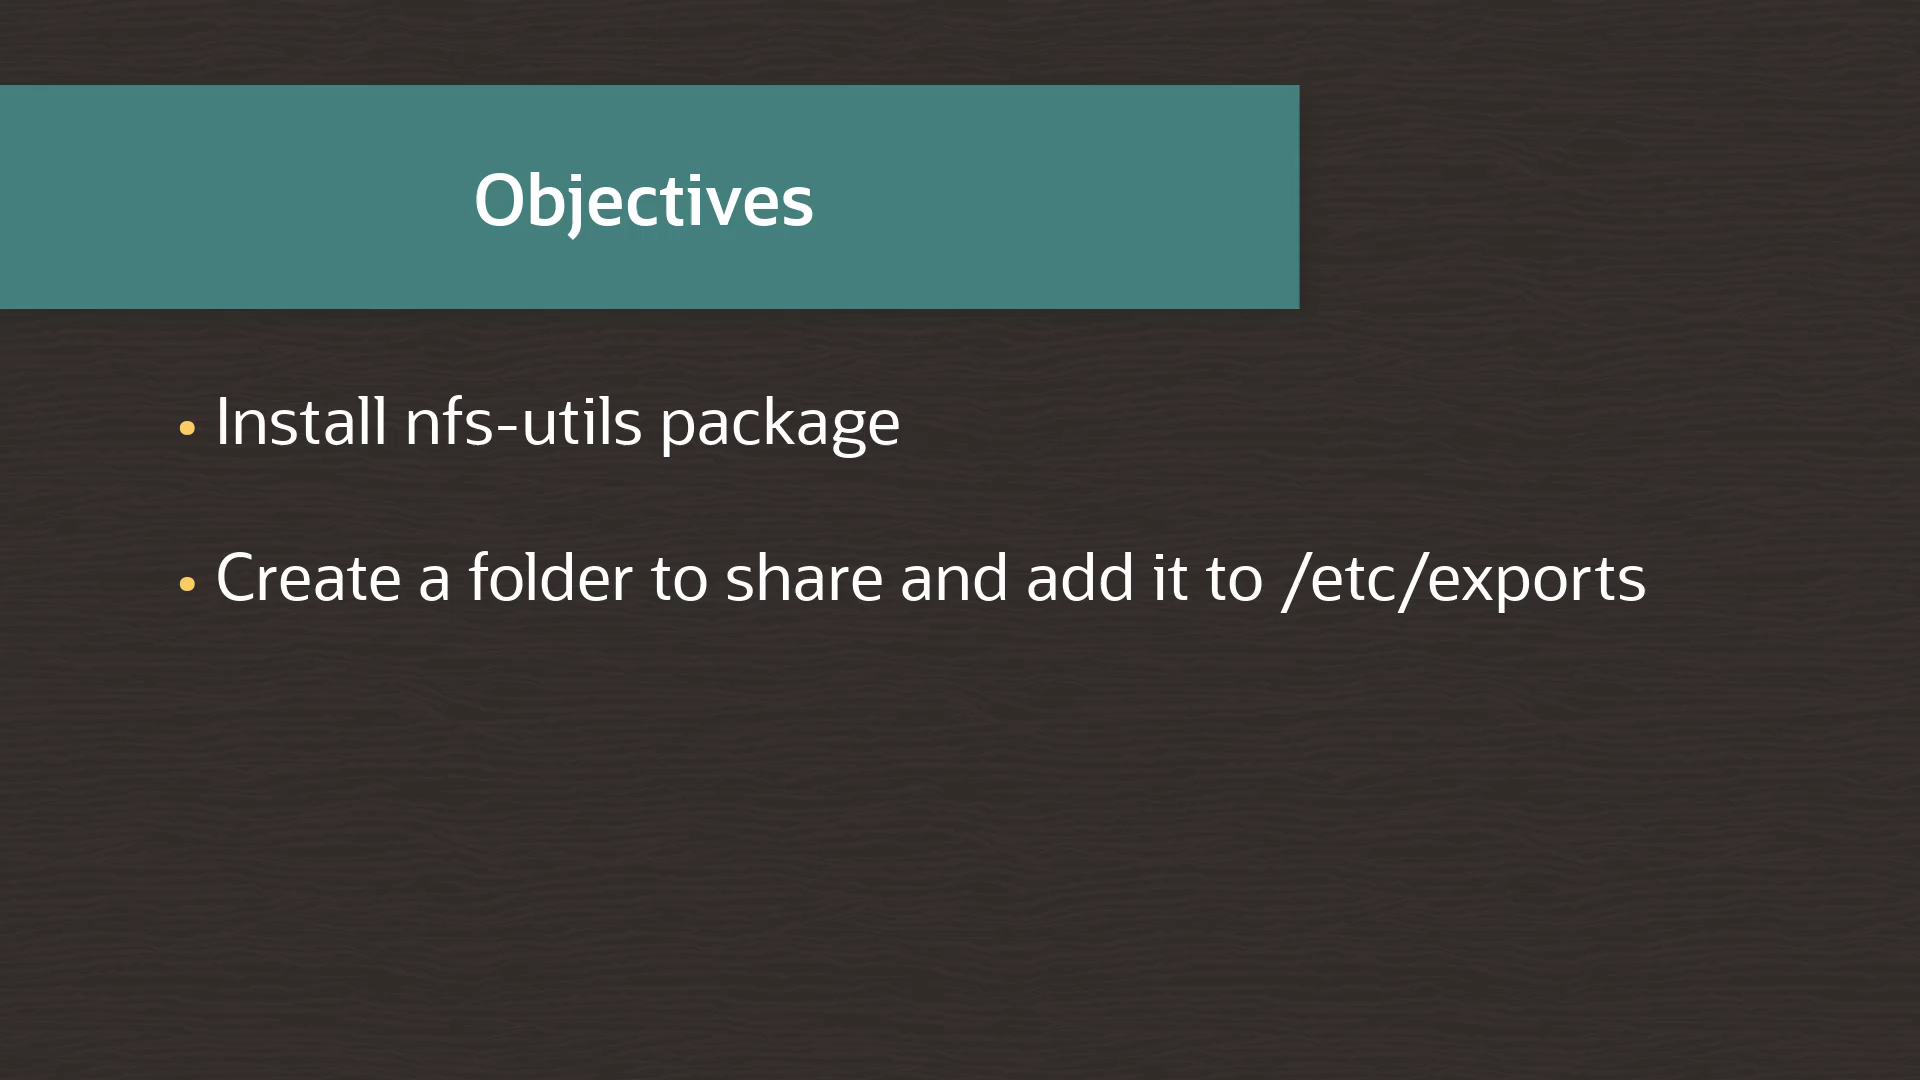 Objectives
• Install nfs-utils package
• Create a folder to share and add it to /etc/exports